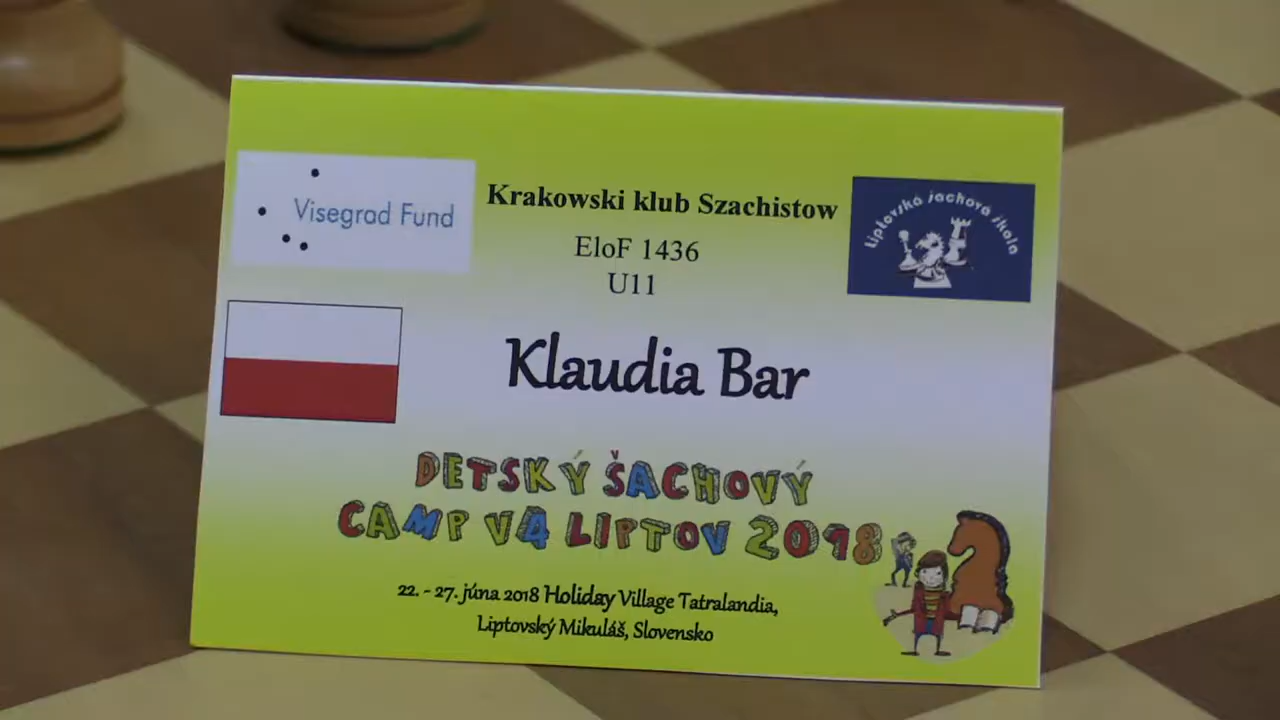 Visegrad Fund
Krakowski klub Szachistow
Liptovská šachová škola
EloF 1436
U11
Klaudia Bar
DETSKÝ ŠACHOVÝ
CAMP V4 LIPTOV 2018
22. - 27. júna 2018 Holiday Village Tatralandia,
Liptovský Mikuláš, Slovensko